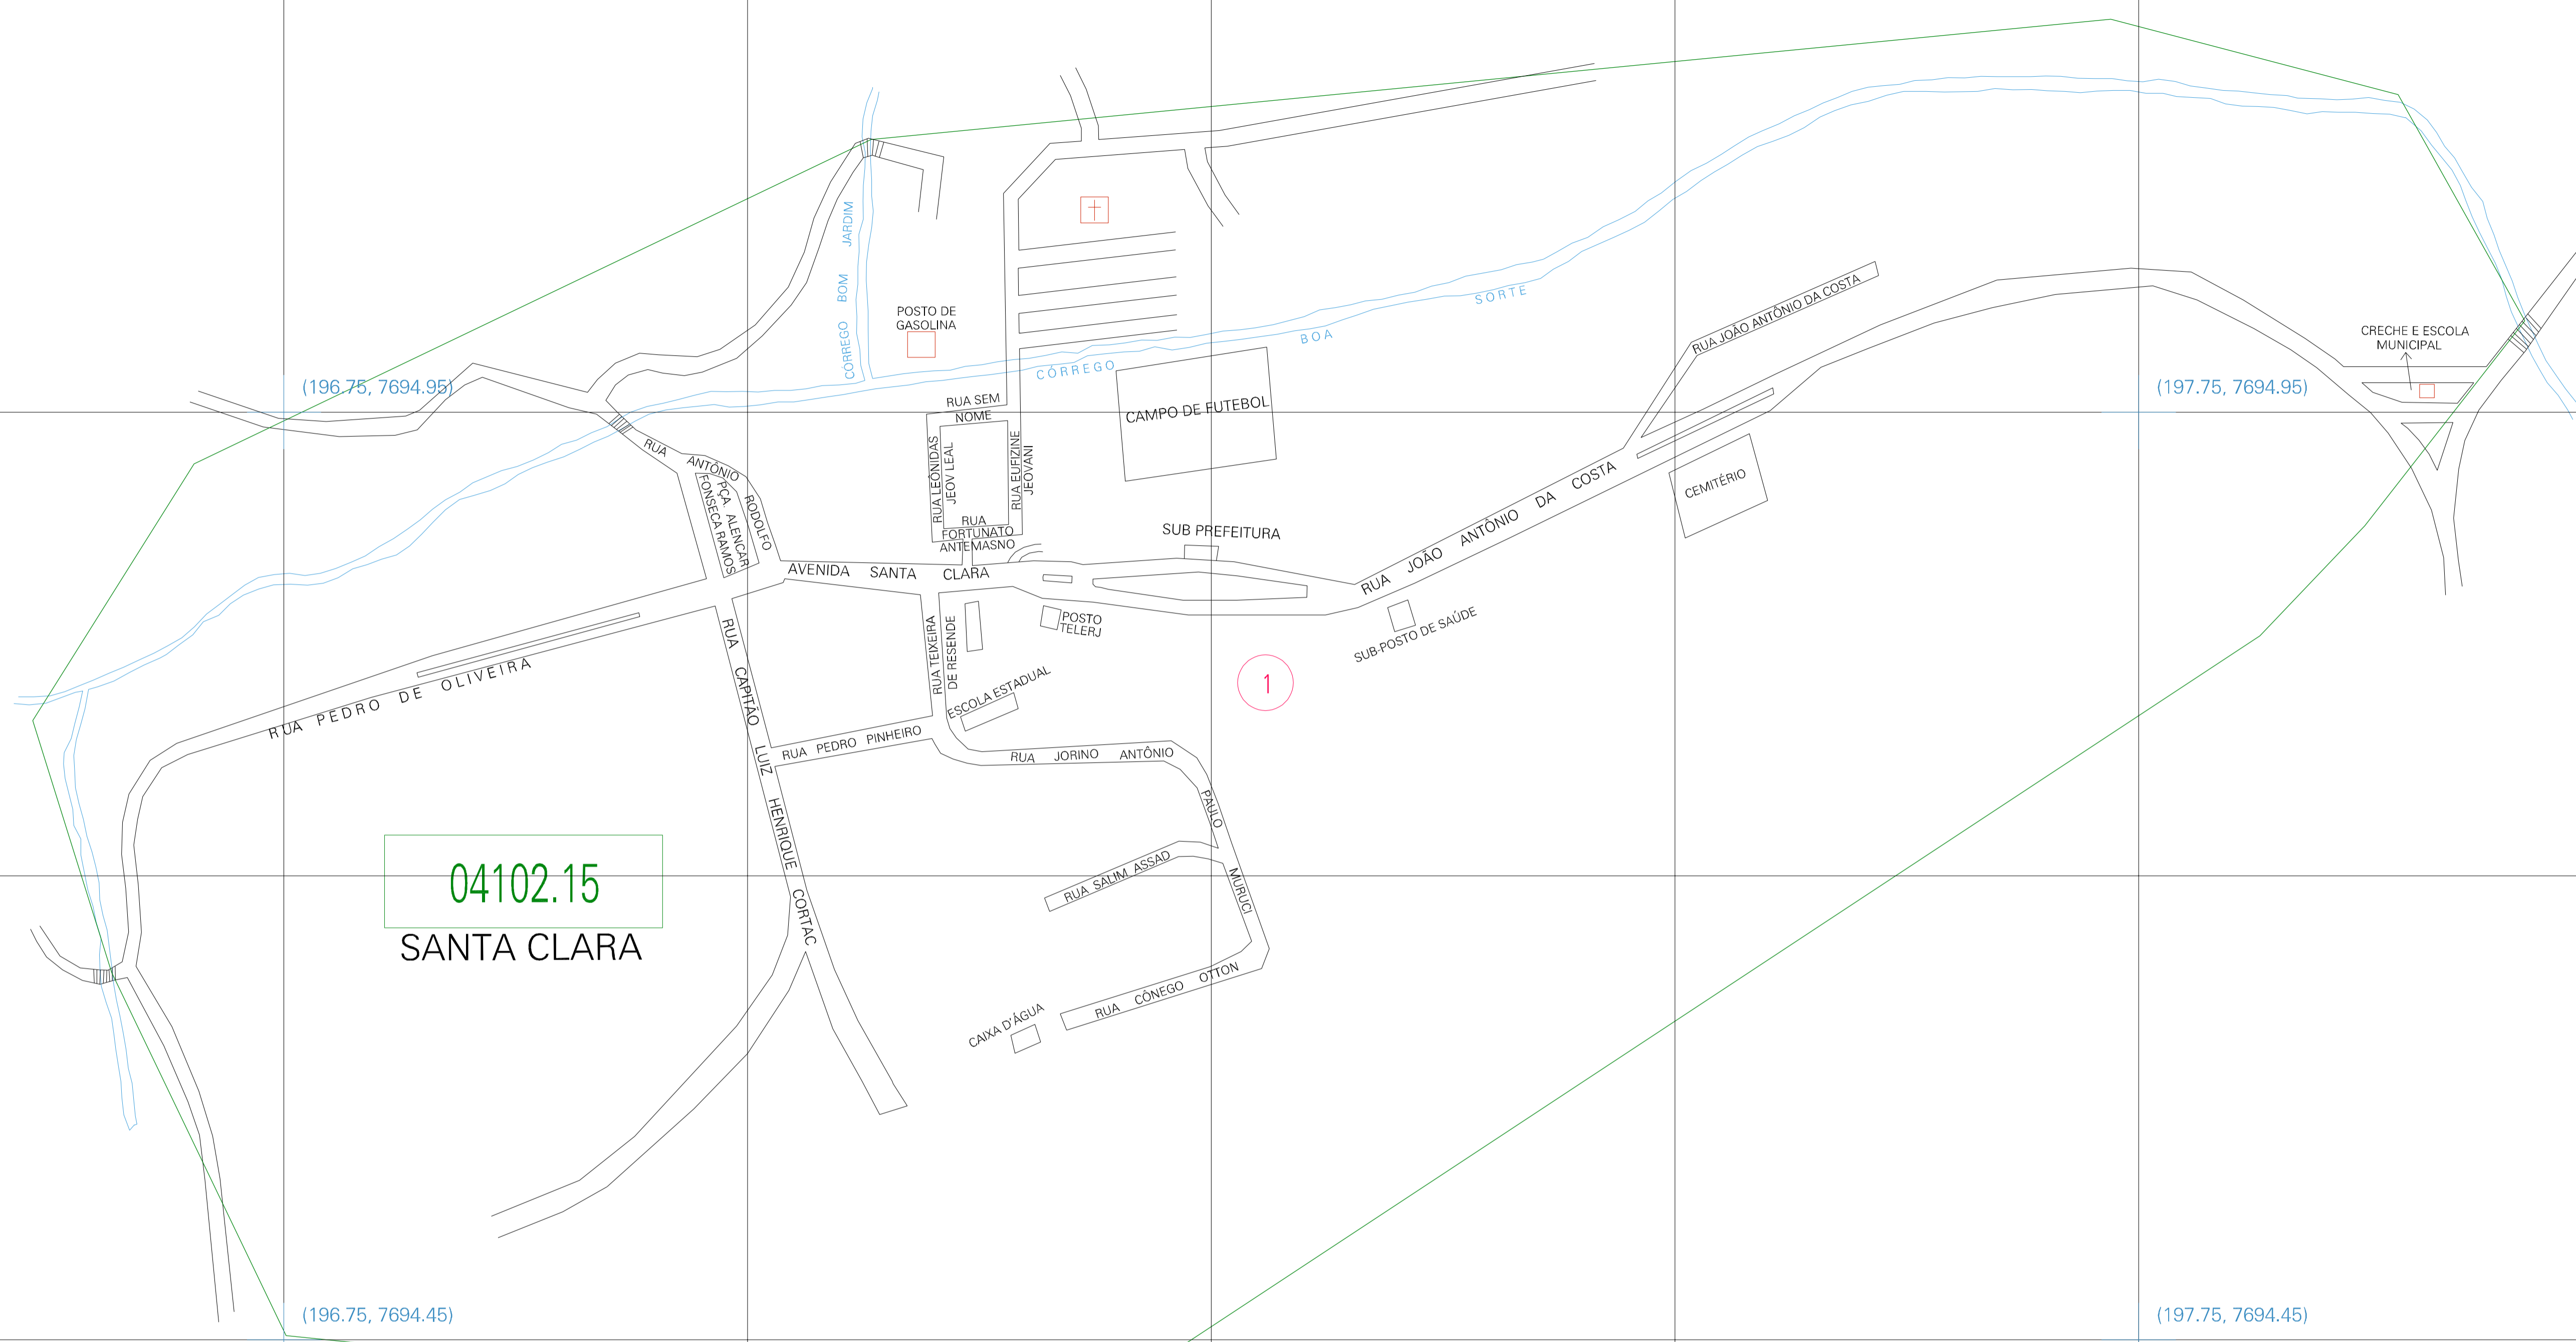 CÓRREGO BOM JARDIM
POSTO DE
GASOLINA
SORTE
BOA
CÓRREGO
RUA JOÃO ANTÔNIO DA COSTA
CRECHE E ESCOLA
MUNICIPAL
(196.75, 7694.95)
(197.75, 7694.95)
RUA SEM
NOME
CAMPO DE FUTEBOL
RUA ANTÔNIO RODOLFO
PÇA. ALENCAR
FONSECA RAMOS
RUA LEÔNIDAS
JEOV LEAL
RUA EUFIZINE
JEOVANI
RUA
FORTUNATO
ANTEMASNO
SUB PREFEITURA
CEMITÉRIO
RUA JOÃO ANTÔNIO DA COSTA
AVENIDA SANTA CLARA
POSTO
TELERJ
SUB-POSTO DE SAÚDE
RUA TEIXEIRA
DE RESENDE
RUA PEDRO DE OLIVEIRA
RUA CAPITÃO LUIZ HENRIQUE CORTAC
ESCOLA ESTADUAL
1
RUA PEDRO PINHEIRO
RUA JORINO ANTÔNIO
PAULO MURUCI
RUA SALIM ASSAD
04102.15
SANTA CLARA
RUA CÔNEGO OTTON
CAIXA D'ÁGUA
(196.75, 7694.45)
(197.75, 7694.45)